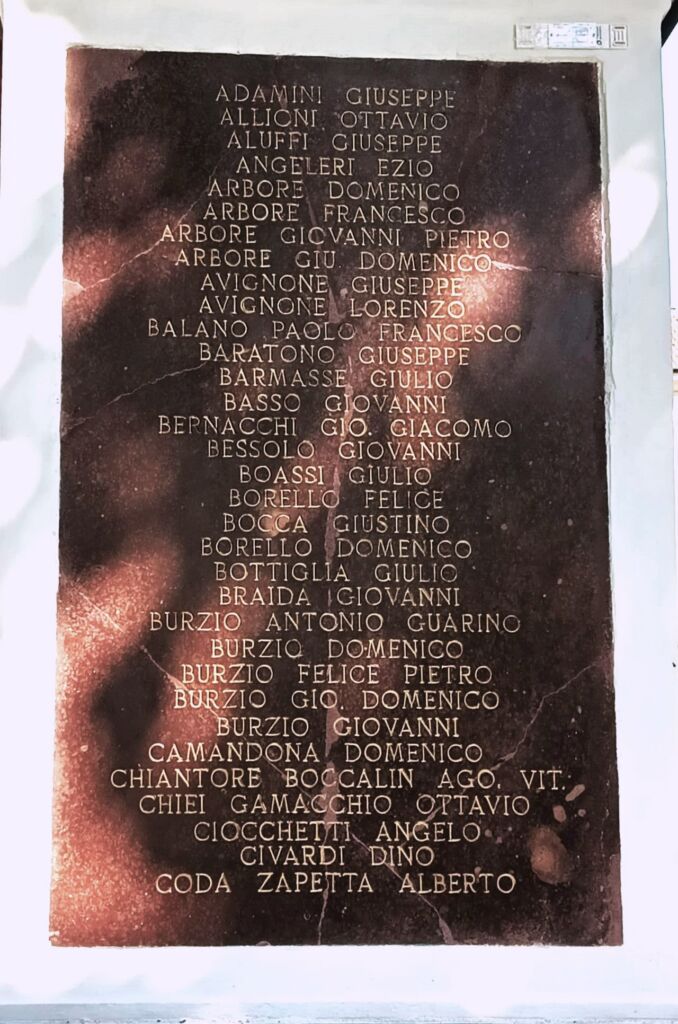 ADAMINI GIUSEPPE
ALLIONI OTTAVIO
ALUFFI GIUSEPPE
ANGELERI EZIO
ARBORE DOMENICO
ARBORE FRANCESCO
ARBORE GIOVANNI PIETRO
ARBORE GIU DOMENICO
AVIGNONE GIUSEPPE
AVIGNONE LORENZO
BALANO PAOLO FRANCESCO
BARATONO GIUSEPPE
BARMASSE GIULIO
BASSO GIOVANNI
BERNACCHI GIO. GIACOMO
BESSOLO GIOVANNI
BOASSI GIULIO
BORELLO FELICE
BOCCA GIUSTINO
BORELLO DOMENICO
BOTTIGLIA GIULIO
BRAIDA GIOVANNI
BURZIO ANTONIO GUARINO
BURZIO DOMENICO
BURZIO FELICE PIETRO
BURZIO GIO. DOMENICO
BURZIO GIOVANNI
CAMANDONA DOMENICO
CHIANTORE BOCCALIN AGO. VIT.
CHIEI GAMACCHIO OTTAVIO
CIOCCHETTI ANGELO
CIVARDI DINO
CODA ZAPETTA ALBERTO